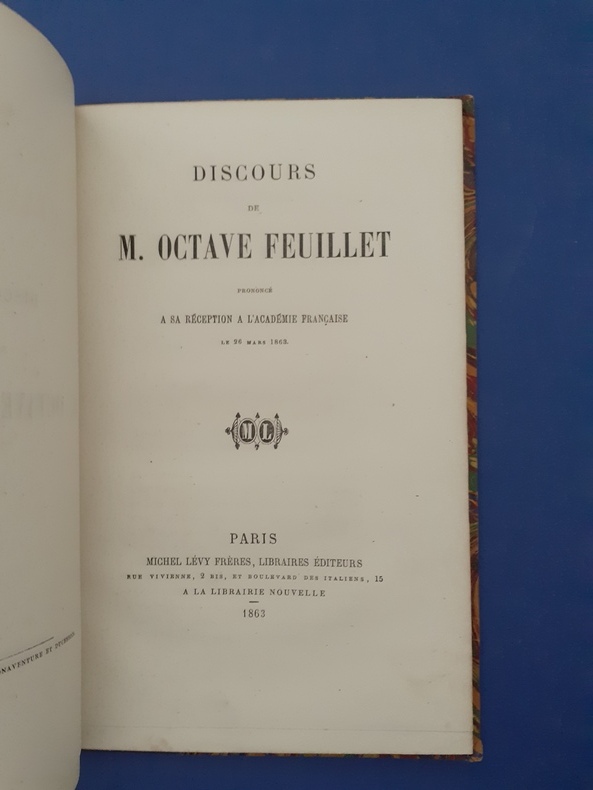 DISCOURS
DE
M. OCTAVE FEUILLET
PRONONCÉ
A SA RÉCEPTION A L'ACADÉMIE FRANÇAISE
LE 26 MARS 1863.
ML
PARIS
MICHEL LÉVY FRÈRES, LIBRAIRES ÉDITEURS
RUE VIVIENNE, 2 BIS, ET BOULEVARD DES ITALIENS, 15
A LA LIBRAIRIE NOUVELLE
1863
ET